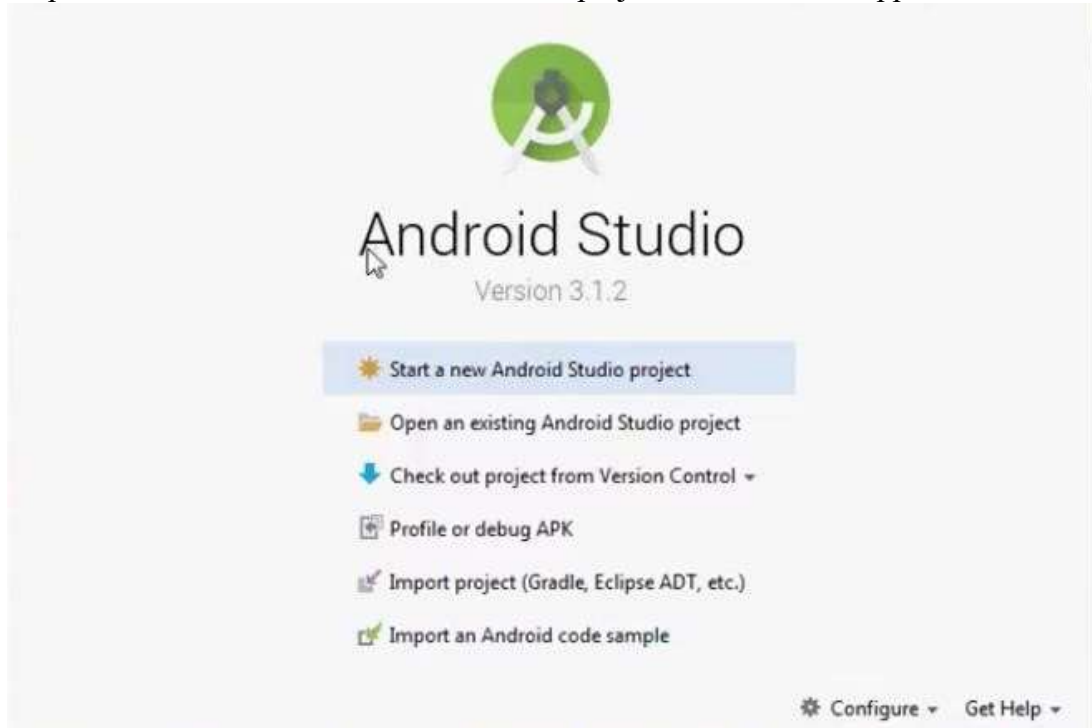 Android Studio
Version 3.1.2
Start a new Android Studio project
Open an existing Android Studio project
Check out project from Version Control
Profile or debug APK
Import project (Gradle, Eclipse ADT, etc.)
Import an Android code sample
Configure Get Help